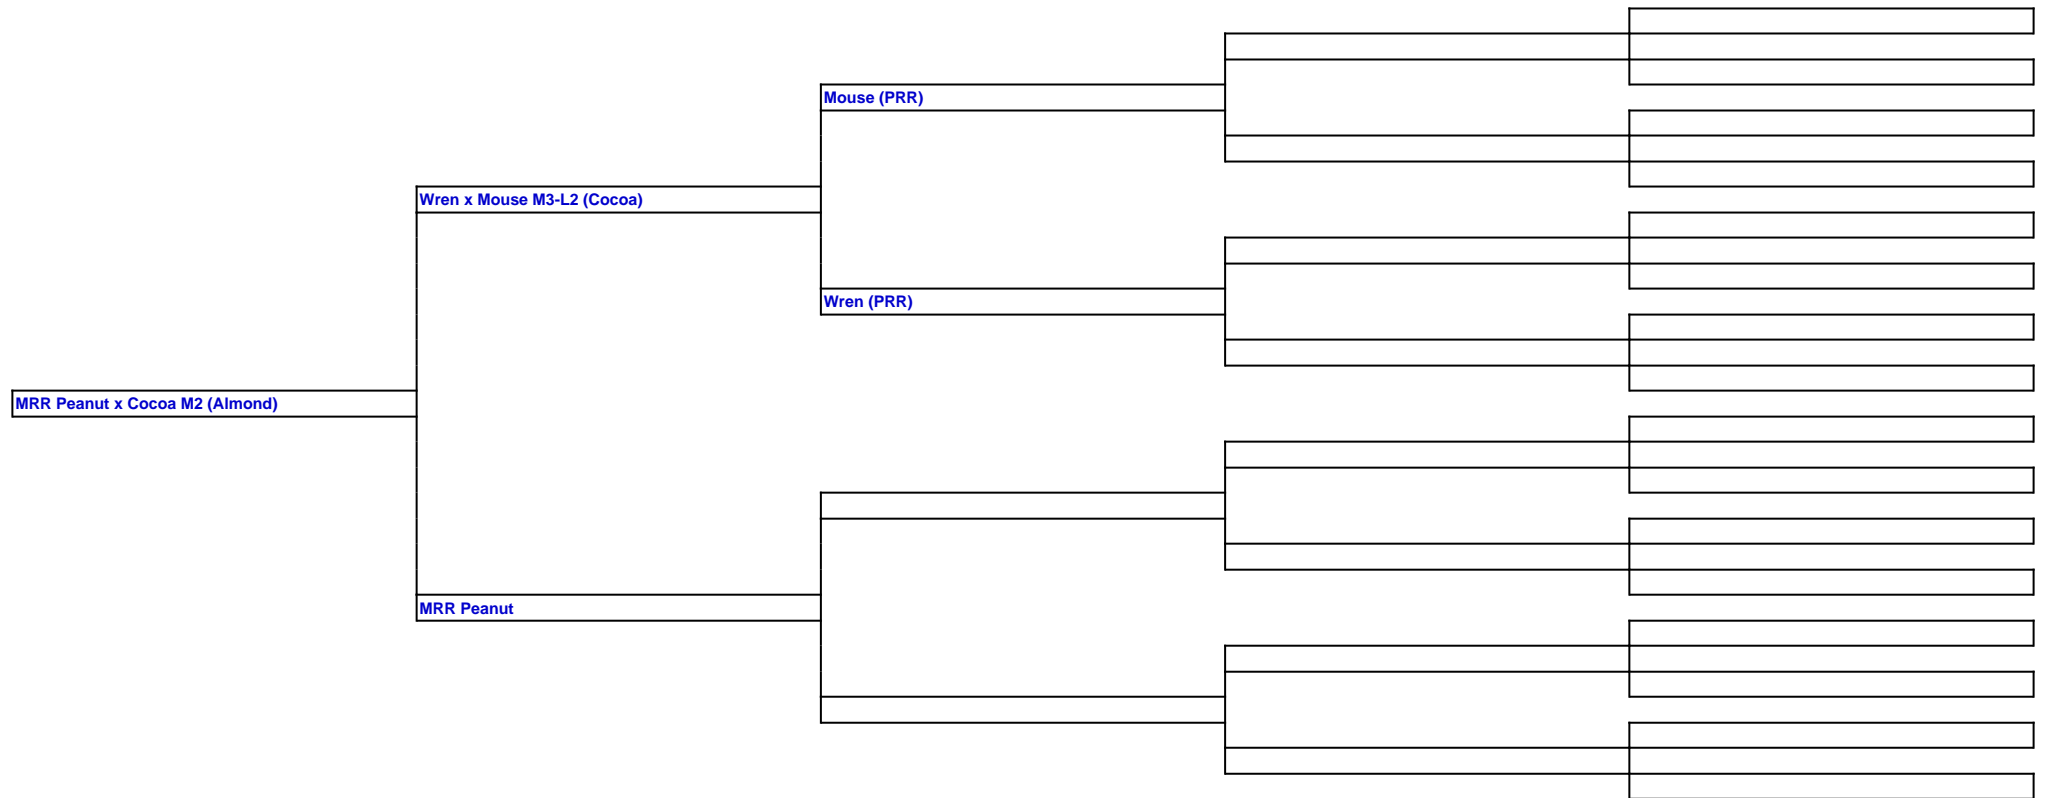 Mouse (PRR)
Wren x Mouse M3-L2 (Cocoa)
Wren (PRR)
MRR Peanut x Cocoa M2 (Almond)
MRR Peanut